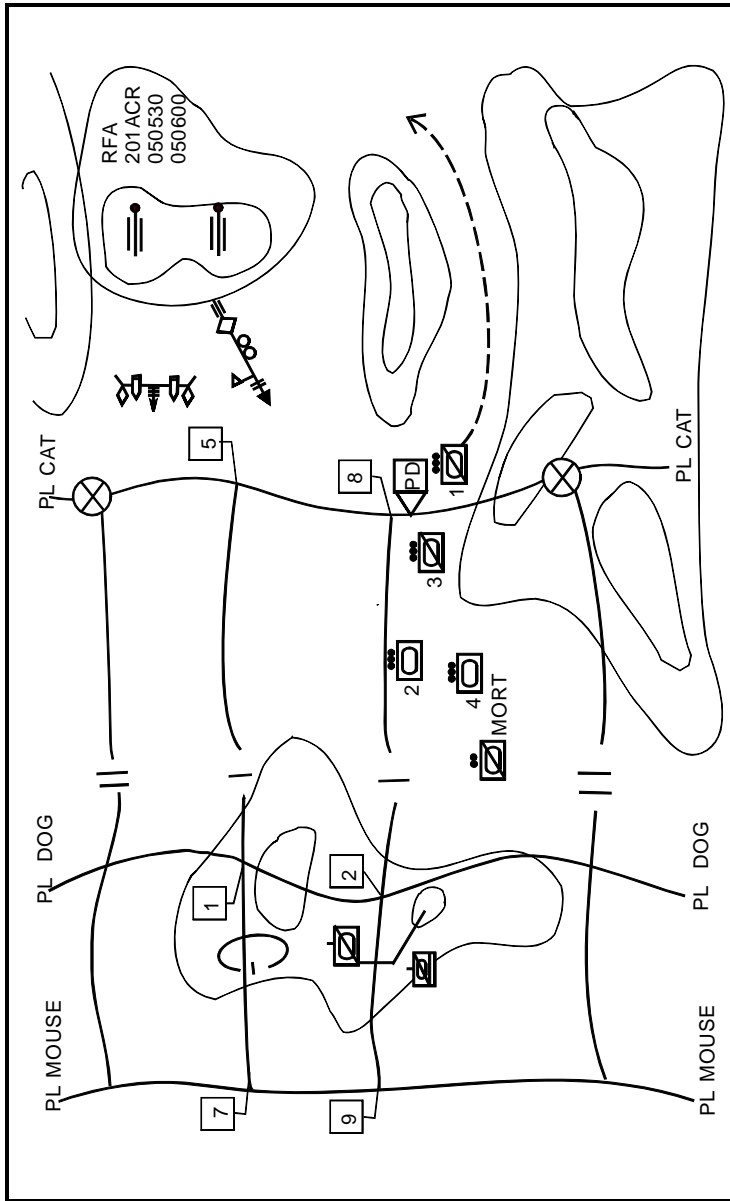 PL MOUSE
PL DOG
PL CAT
RFA
201ACR
050530
050600
7
1
5
9
2
8
PD
2
3
1
4
MORT
PL MOUSE
PL DOG
PL CAT